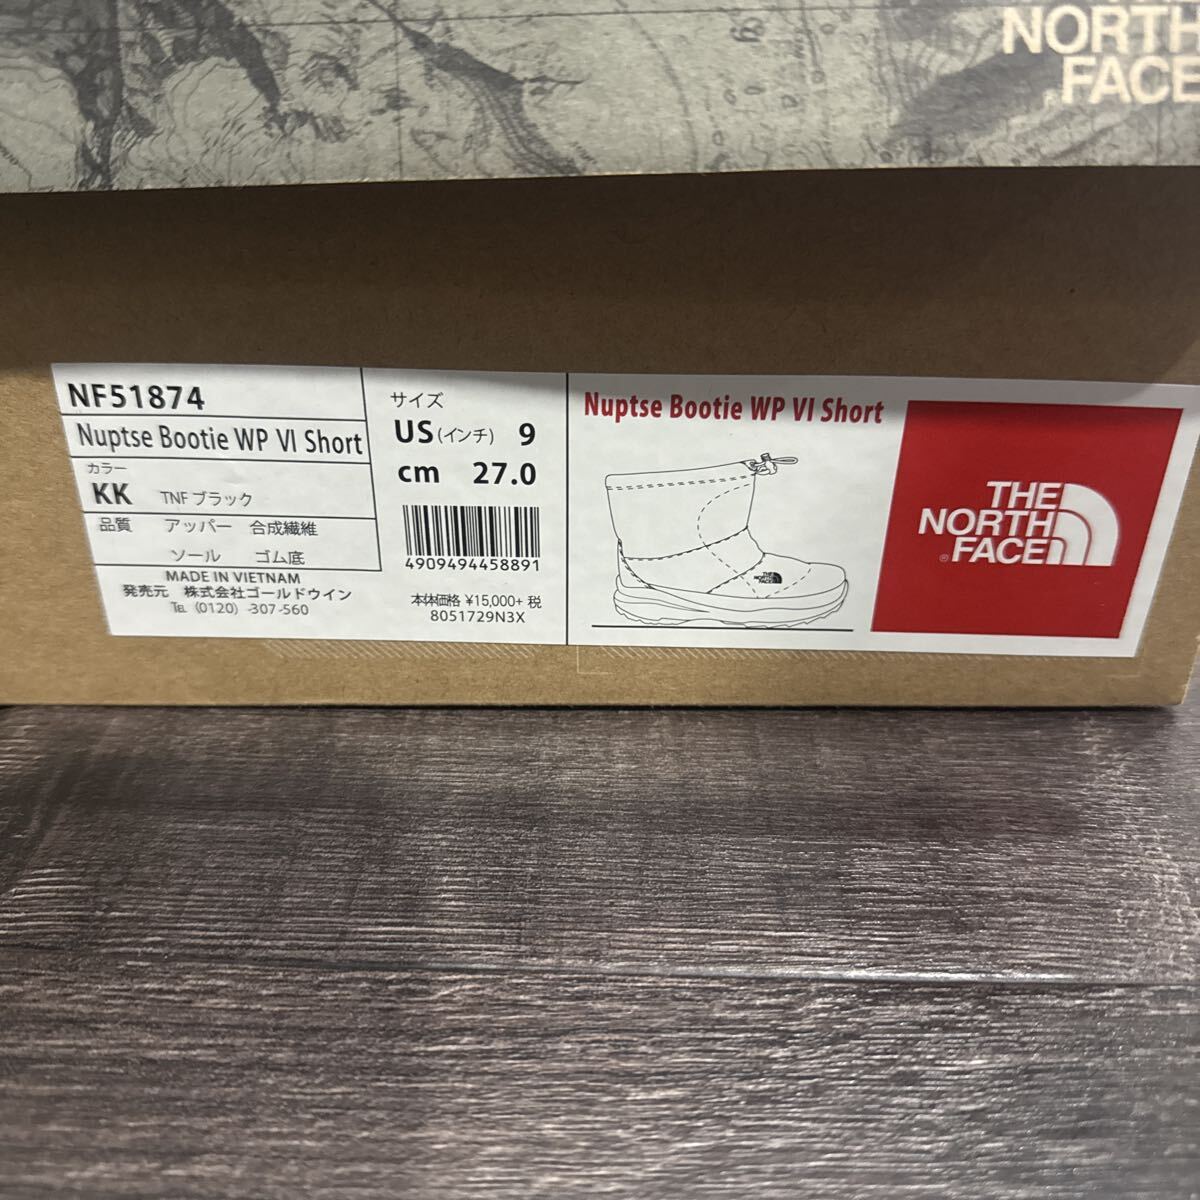 NORTH
FACE
NF51874
Nuptse Bootie WP VI Short
カラー
KK TNF ブラック
品質 アッパー 合成繊維
ソール ゴム底
MADE IN VIETNAM
発売元 株式会社ゴールドウイン
℡ (0120) -307-560
サイズ
US (インチ) 9
cm 27.0
4909494458891
本体価格 ¥15,000+ 税
8051729N3X
Nuptse Bootie WP VI Short
THE
NORTH
FACE
THE
NORTH
FACE
®